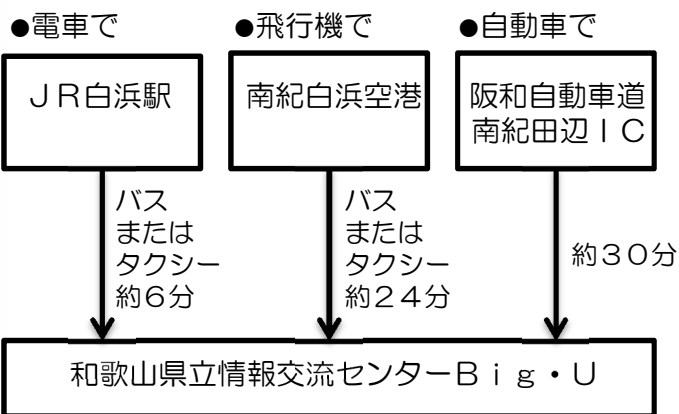 ●電車で
●飛行機で
●自動車で
JR白浜駅
南紀白浜空港
阪和自動車道
南紀田辺IC
バス
または
タクシー
約6分
バス
または
タクシー
約24分
約30分
和歌山県立情報交流センターBig・U